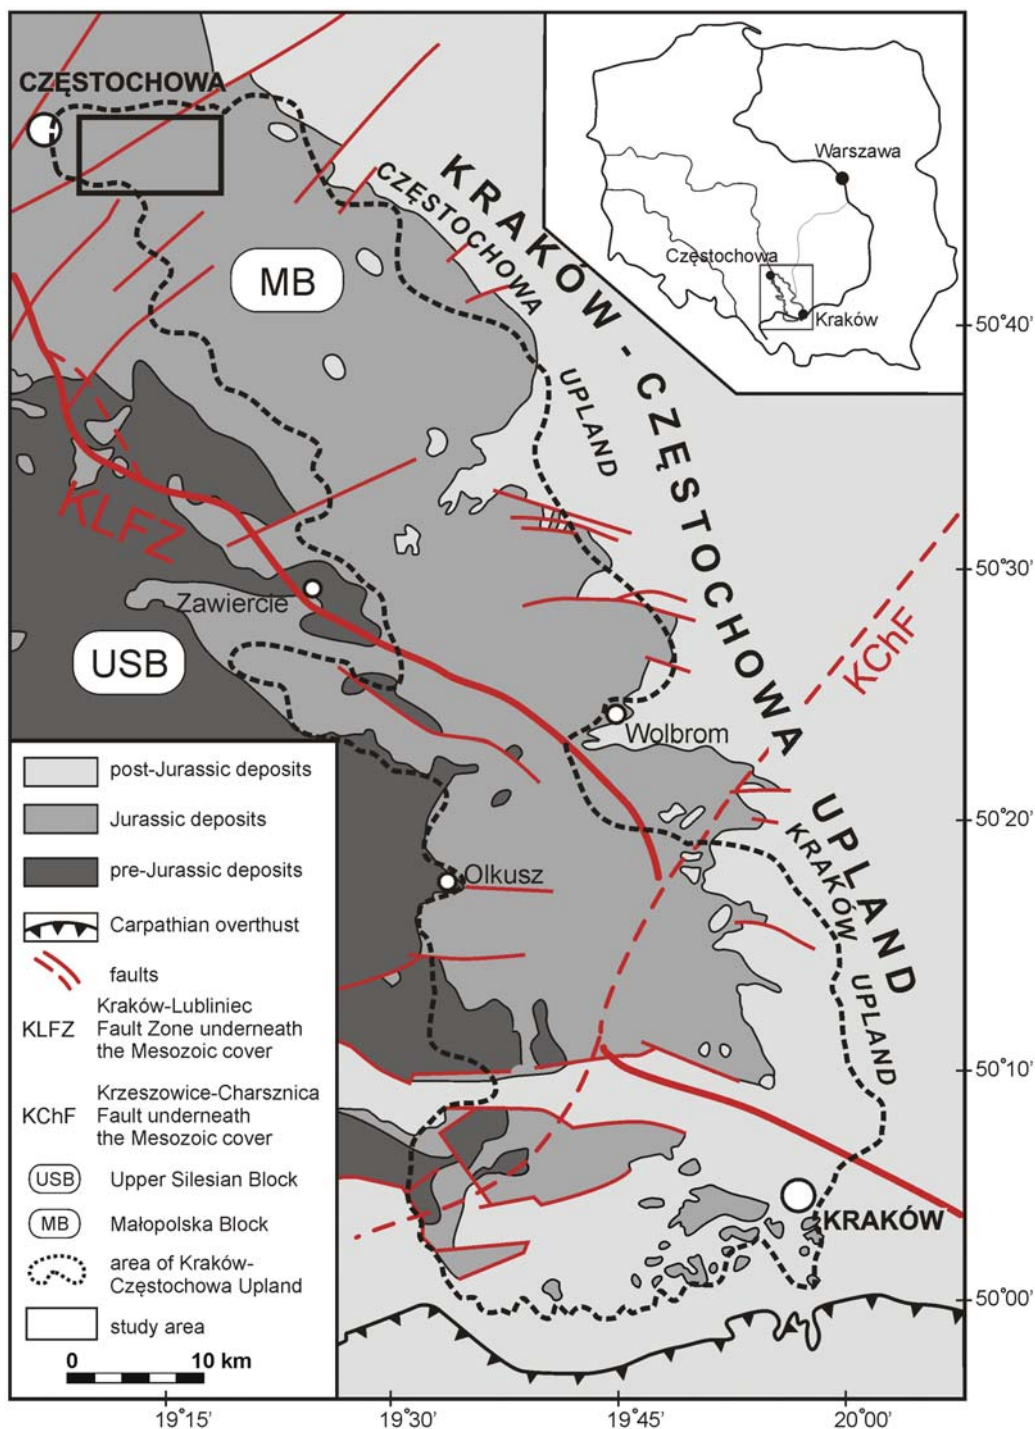 CZĘSTOCHOWA
KRAKÓW - CZĘSTOCHOWA UPLAND
CZĘSTOCHOWA UPLAND
Warszawa
Częstochowa
Kraków
MB
KLFZ
Zawiercie
USB
KChF
Wolbrom
Olkusz
KRAKÓW UPLAND
KRAKÓW
50°40'
50°30'
50°20'
50°10'
50°00'
post-Jurassic deposits
Jurassic deposits
pre-Jurassic deposits
Carpathian overthust
faults
KLFZ
Kraków-Lubliniec
Fault Zone underneath
the Mesozoic cover
KChF
Krzeszowice-Charsznica
Fault underneath
the Mesozoic cover
USB Upper Silesian Block
MB Małopolska Block
area of Kraków-
Częstochowa Upland
study area
0 10 km
19°15' 19°30' 19°45' 20°00'